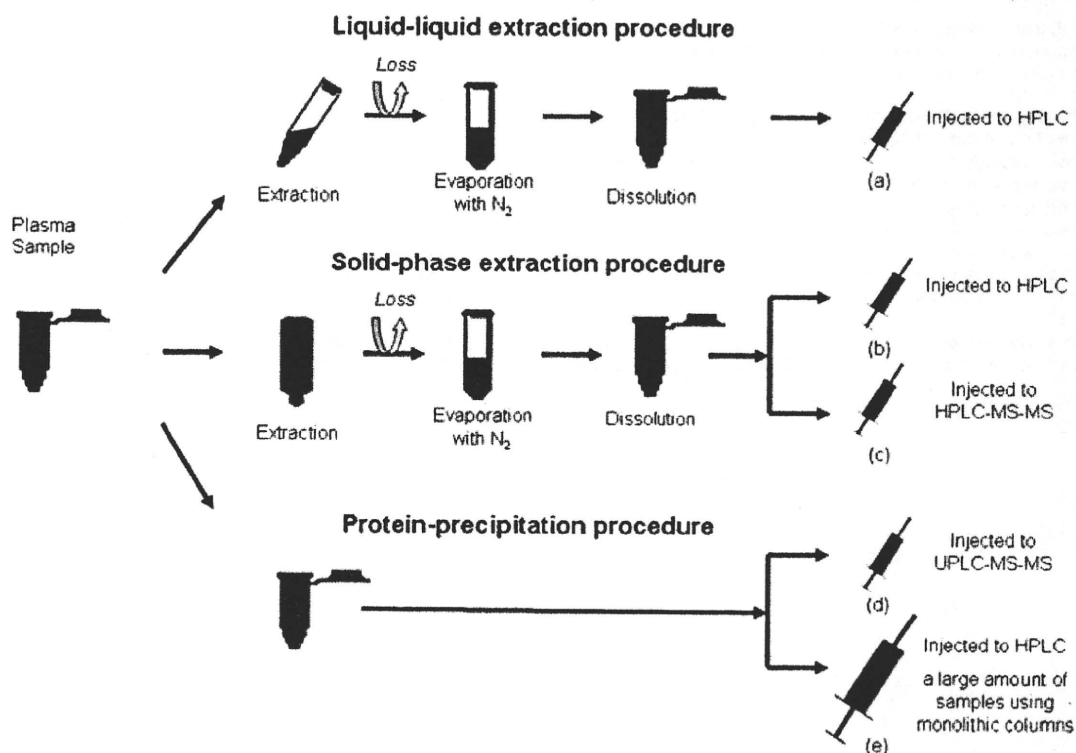 Liquid-liquid extraction procedure
Loss
Injected to HPLC
(a)
Extraction
Evaporation
with N2
Dissolution
Plasma
Sample
Solid-phase extraction procedure
Loss
Injected to HPLC
(b)
Extraction
Evaporation
with N2
Dissolution
Injected to
HPLC-MS-MS
(c)
Protein-precipitation procedure
Injected to
UPLC-MS-MS
(d)
Injected to HPLC
a large amount of
samples using
monolithic columns
(e)